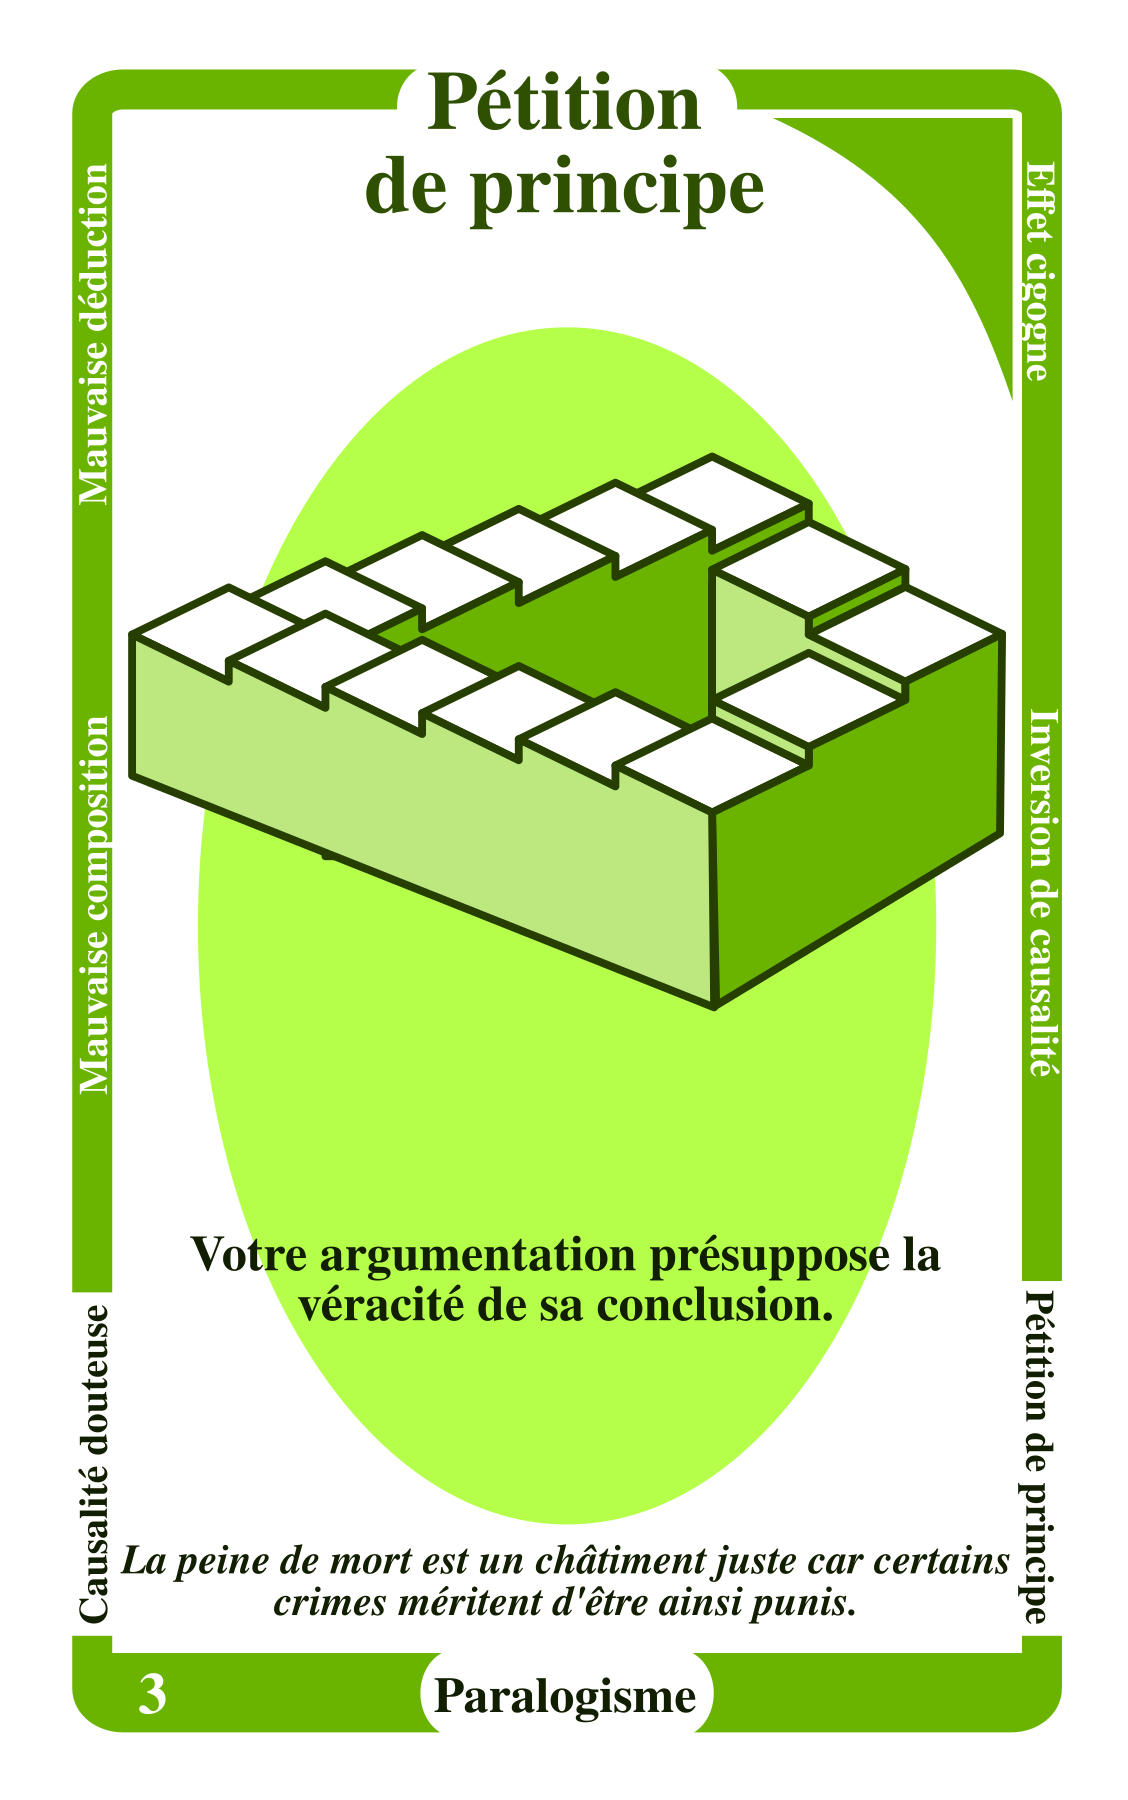 Pétition
de principe
Mauvaise déduction
Mauvaise composition
Causalité douteuse
Effet cigogne
Inversion de causalité
Pétition de principe
Votre argumentation présuppose la
véracité de sa conclusion.
La peine de mort est un châtiment juste car certains
crimes méritent d'être ainsi punis.
3
Paralogisme